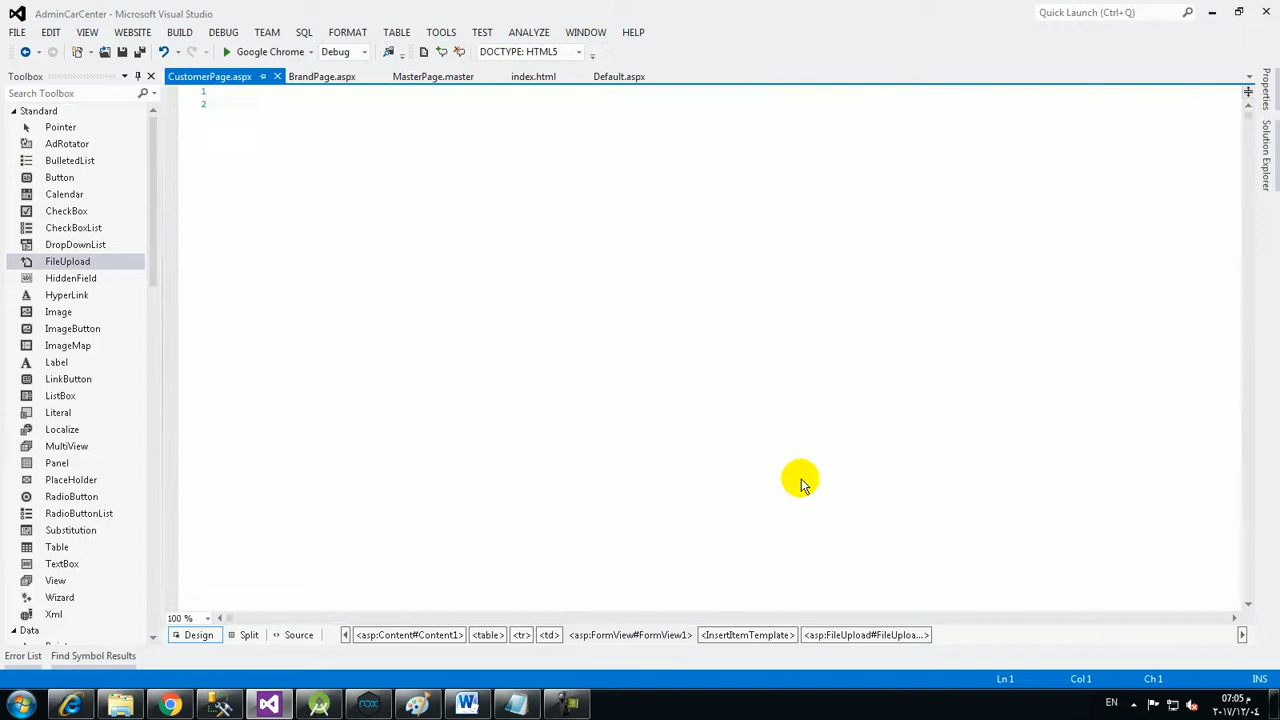 AdminCarCenter - Microsoft Visual Studio
Quick Launch (Ctrl+Q)
FILE EDIT VIEW WEBSITE BUILD DEBUG TEAM SQL FORMAT TABLE TOOLS TEST ANALYZE WINDOW HELP
Google Chrome Debug DOCTYPE: HTML5
Toolbox
CustomerPage.aspx BrandPage.aspx MasterPage.master index.html Default.aspx
Search Toolbox
1
2
Standard
Pointer
AdRotator
BulletedList
Button
Calendar
CheckBox
CheckBoxList
DropDownList
FileUpload
HiddenField
HyperLink
Image
ImageButton
ImageMap
Label
LinkButton
ListBox
Literal
Localize
MultiView
Panel
PlaceHolder
RadioButton
RadioButtonList
Substitution
Table
TextBox
View
Wizard
Xml
Data
Properties
Solution Explorer
100 %
Design Split Source <asp:Content#Content1> <table> <tr> <td> <asp:FormView#FormView1> <InsertItemTemplate> <asp:FileUpload#FileUploa...>
Error List Find Symbol Results
Ln 1 Col 1 Ch 1 INS
EN
07:05 م
٢٠١٧/١٢/٠٤